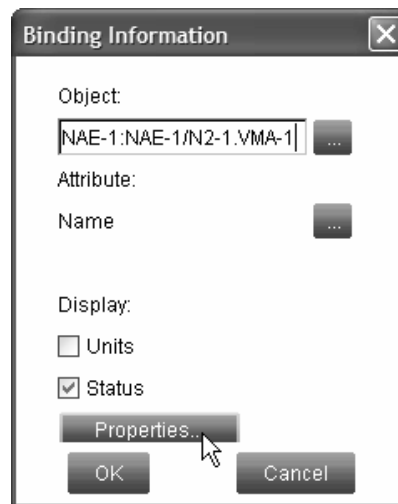 Binding Information
Object:
NAE-1:NAE-1/N2-1.VMA-1
...
Attribute:
Name
...
Display:
Units
Status
Properties...
OK
Cancel